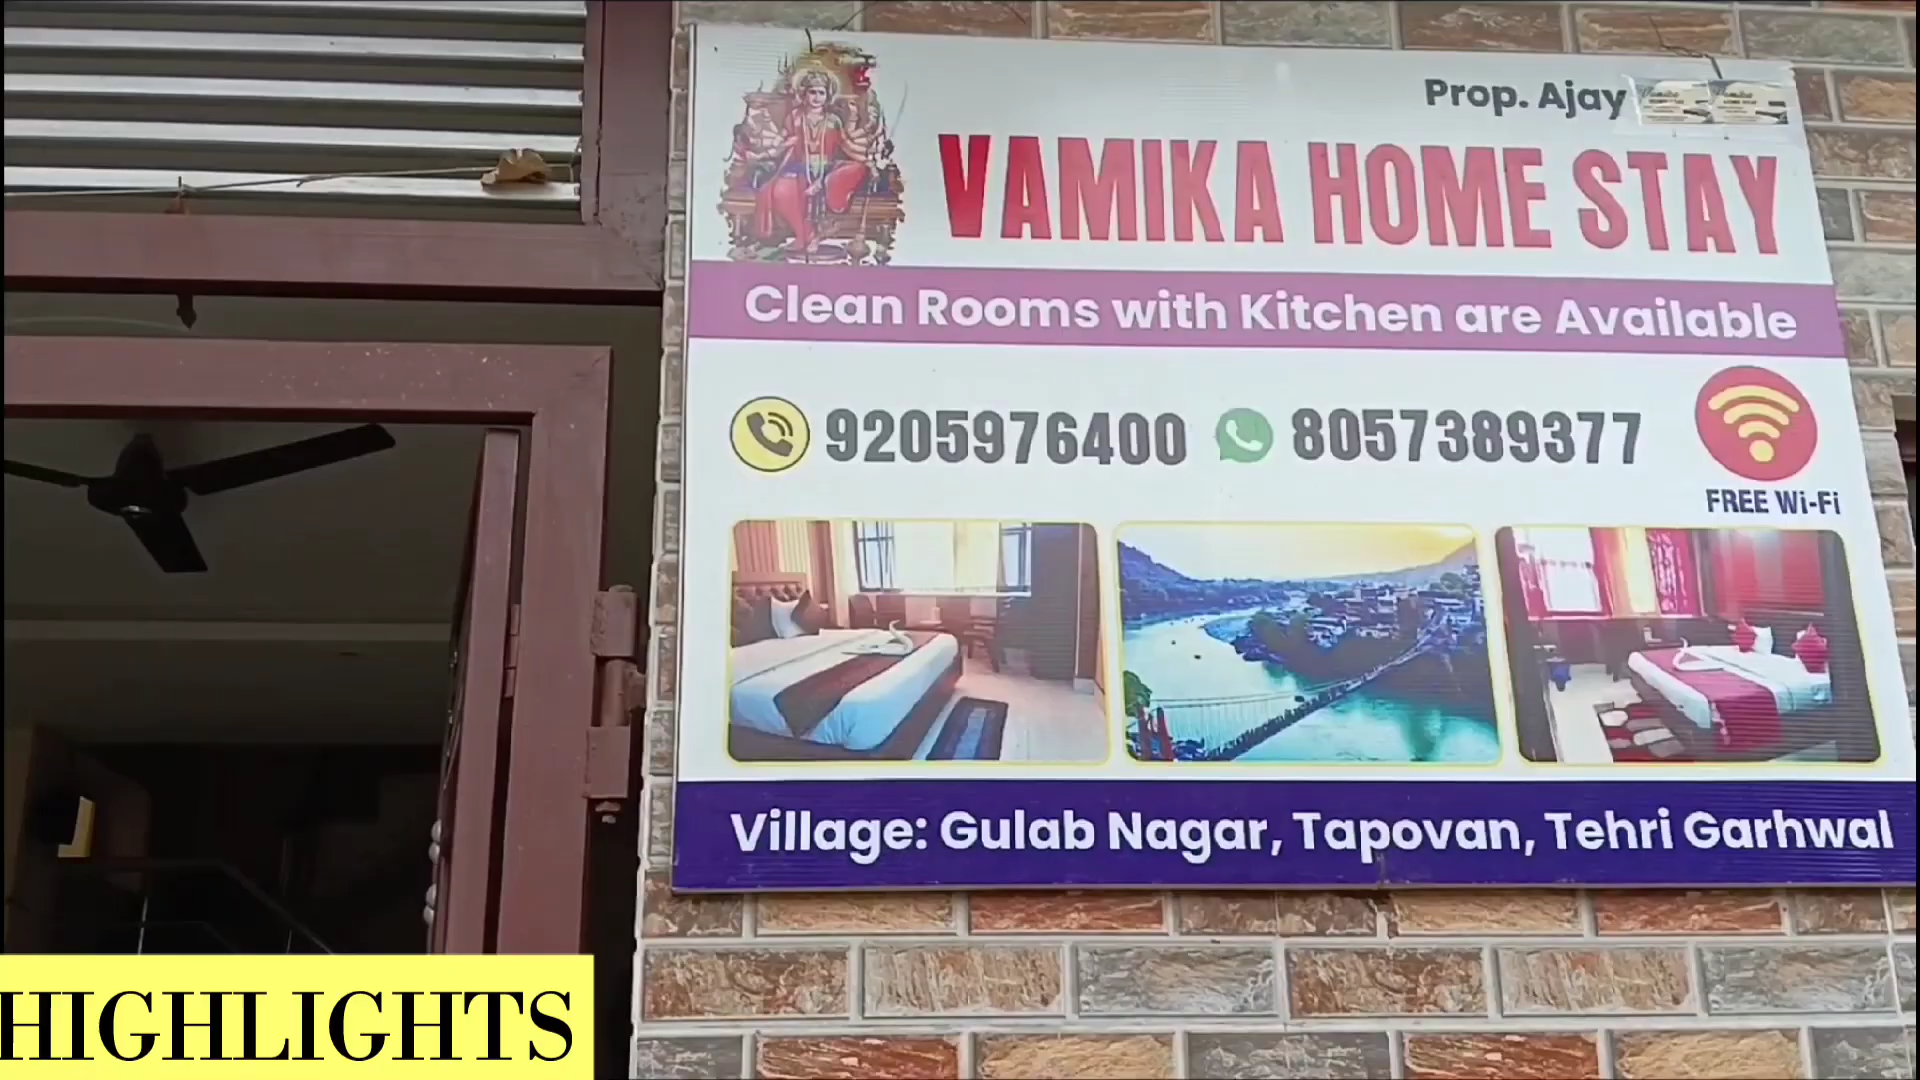 Prop. Ajay
VAMIKA HOME STAY
Clean Rooms with Kitchen are Available
9205976400 8057389377
FREE Wi-Fi
Village: Gulab Nagar, Tapovan, Tehri Garhwal
HIGHLIGHTS